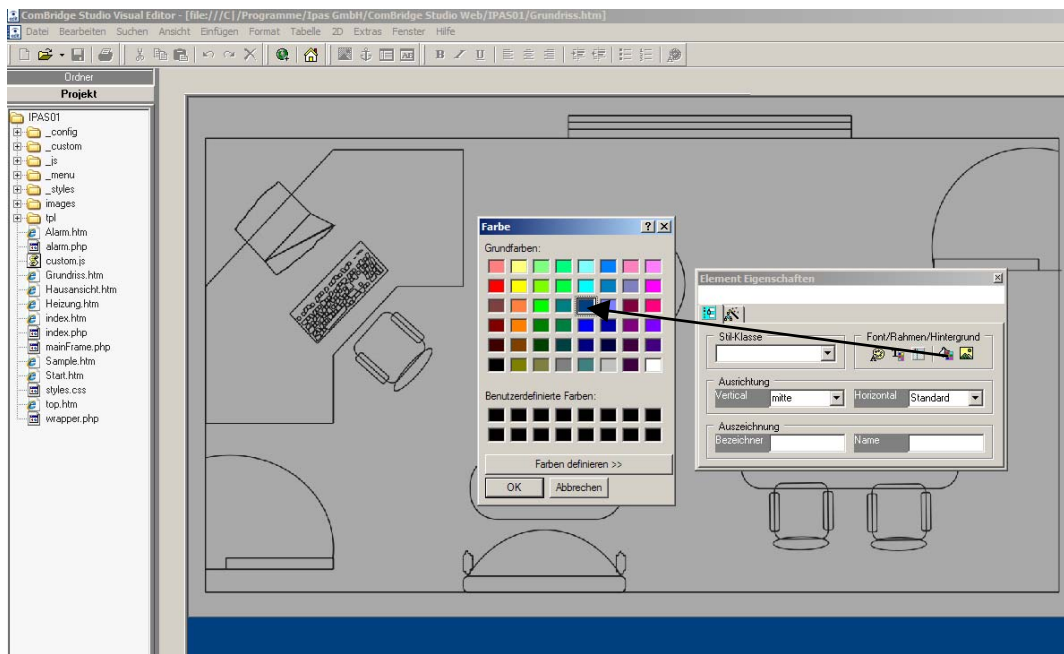 ComBridge Studio Visual Editor - [file:///C|/Programme/Ipas GmbH/ComBridge Studio Web/IPAS01/Grundriss.htm]
Datei Bearbeiten Suchen Ansicht Einfügen Format Tabelle 2D Extras Fenster Hilfe
B I U
Ordner
Projekt
IPAS01
_config
_custom
_js
_menu
_styles
images
tpl
Alarm.htm
alarm.php
custom.js
Grundriss.htm
Hausansicht.htm
Heizung.htm
index.htm
index.php
mainFrame.php
Sample.htm
Start.htm
styles.css
top.htm
wrapper.php
Farbe
Grundfarben:
Benutzerdefinierte Farben:
Farben definieren >>
OK Abbrechen
Element Eigenschaften
Stil-Klasse Font/Rahmen/Hintergrund
Ausrichtung
Vertical mitte Horizontal Standard
Auszeichnung
Bezeichner Name